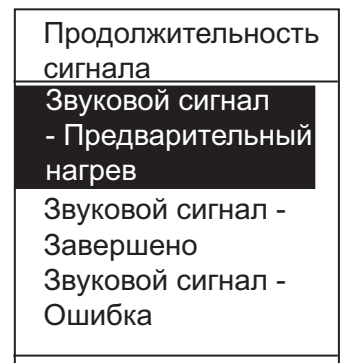 Продолжительность
сигнала
Звуковой сигнал
- Предварительный
нагрев
Звуковой сигнал -
Завершено
Звуковой сигнал -
Ошибка